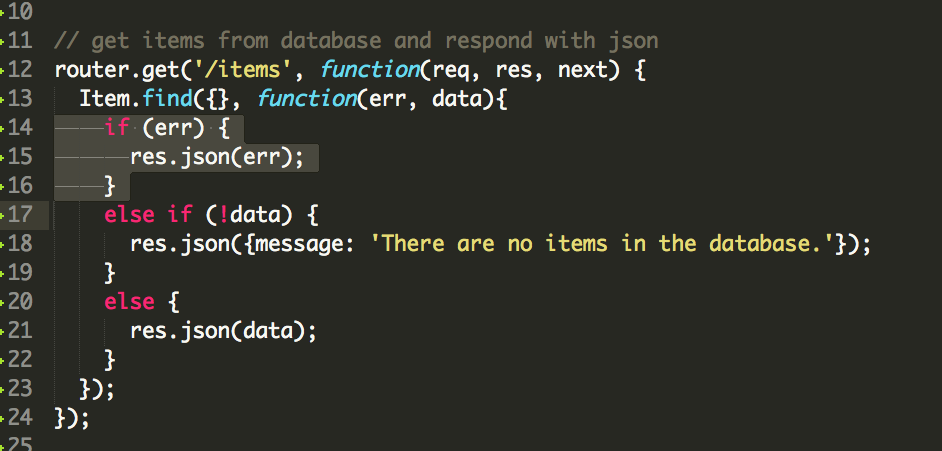 10
11 // get items from database and respond with json
12 router.get('/items', function(req, res, next) {
13   Item.find({}, function(err, data){
14     if (err) {
15       res.json(err);
16     }
17     else if (!data) {
18       res.json({message: 'There are no items in the database.'});
19     }
20     else {
21       res.json(data);
22     }
23   });
24 });
25